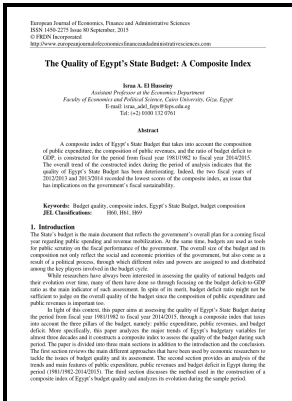 European Journal of Economics, Finance and Administrative Sciences
ISSN 1450-2275 Issue 80 September, 2015
© FRDN Incorporated
http://www.europeanjournalofeconomicsfinanceandadministrativesciences.com
The Quality of Egypt's State Budget: A Composite Index
Israa A. El Husseiny
Assistant Professor at the Economics Department
Faculty of Economics and Political Science, Cairo University, Giza, Egypt
E-mail: israa_adel_feps@feps.edu.eg
Tel: (+2) 0100 132 0761
Abstract
A composite index of Egypt's State Budget that takes into account the composition
of public expenditure, the composition of public revenues, and the ratio of budget deficit to
GDP, is constructed for the period from fiscal year 1981/1982 to fiscal year 2014/2015.
The overall trend of the constructed index during the period of analysis indicates that the
quality of Egypt's State Budget has been deteriorating. Indeed, the two fiscal years of
2012/2013 and 2013/2014 recorded the lowest scores of the composite index, an issue that
has implications on the government's fiscal sustainability.
Keywords: Budget quality, composite index, Egypt's State Budget, budget composition
JEL Classifications: H60, H61, H69
1. Introduction
The State's budget is the main document that reflects the government's overall plan for a coming fiscal
year regarding public spending and revenue mobilization. At the same time, budgets are used as tools
for public scrutiny on the fiscal performance of the government. The overall size of the budget and its
composition not only reflect the social and economic priorities of the government, but also come as a
result of a political process, through which different roles and powers are assigned to and distributed
among the key players involved in the budget cycle.
While researchers have always been interested in assessing the quality of national budgets and
their evolution over time, many of them have done so through focusing on the budget deficit-to-GDP
ratio as the main indicator of such assessment. In spite of its merit, budget deficit ratio might not be
sufficient to judge on the overall quality of the budget since the composition of public expenditure and
public revenues is important too.
In light of this context, this paper aims at assessing the quality of Egypt's State Budget during
the period from fiscal year 1981/1982 to fiscal year 2014/2015, through a composite index that takes
into account the three pillars of the budget, namely: public expenditure, public revenues, and budget
deficit. More specifically, this paper analyzes the major trends of Egypt's budgetary variables for
almost three decades and it constructs a composite index to assess the quality of the budget during such
period. The paper is divided into three main sections in addition to the introduction and the conclusion.
The first section reviews the main different approaches that have been used by economic researchers to
tackle the issues of budget quality and its assessment. The second section provides an analysis of the
trends and main features of public expenditure, public revenues and budget deficit in Egypt during the
period (1981/1982-2014/2015). The third section discusses the method used in the construction of a
composite index of Egypt's budget quality and analyzes its evolution during the sample period.